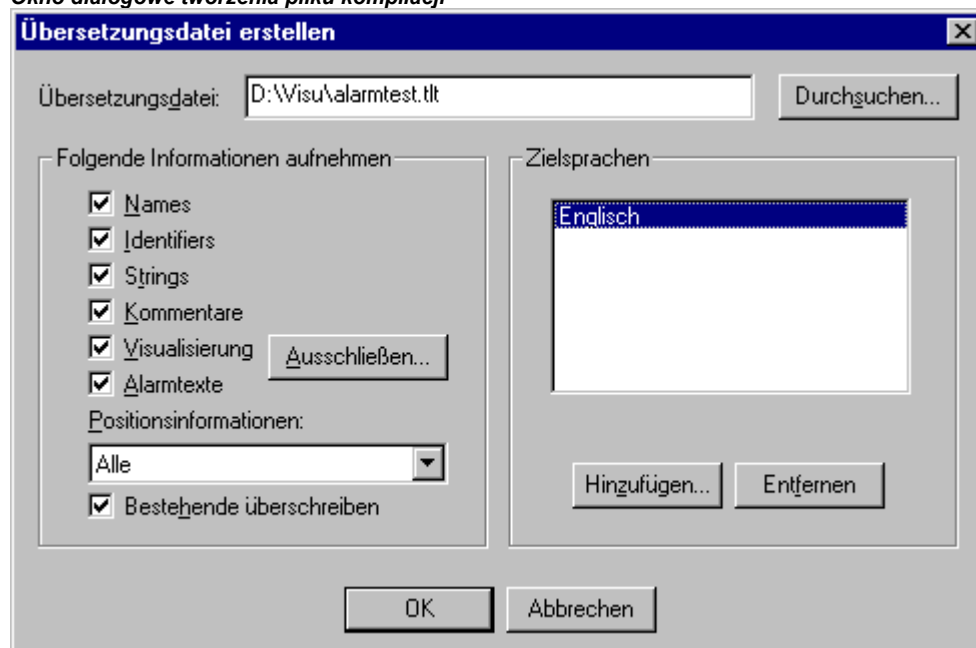 Okno dialogowe tworzenia pliku kompilacji
Übersetzungsdatei erstellen
Übersetzungsdatei: D:\Visu\alarmtest.tlt Durchsuchen...
Folgende Informationen aufnehmen
Names
Identifiers
Strings
Kommentare
Visualisierung
Ausschließen...
Alarmtexte
Positionsinformationen:
Alle
Bestehende überschreiben
Zielsprachen
Englisch
Hinzufügen... Entfernen
OK Abbrechen